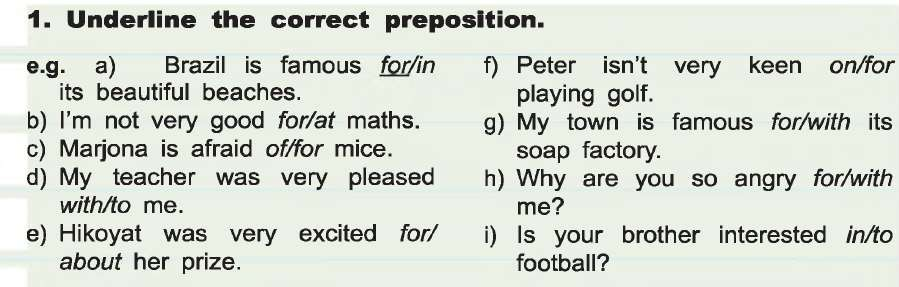 1. Underline the correct preposition.
e.g. a) Brazil is famous for/in
its beautiful beaches.
b) I'm not very good for/at maths.
c) Marjona is afraid of/for mice.
d) My teacher was very pleased
with/to me.
e) Hikoyat was very excited for/
about her prize.
f) Peter isn't very keen on/for
playing golf.
g) My town is famous for/with its
soap factory.
h) Why are you so angry for/with
me?
i) Is your brother interested in/to
football?